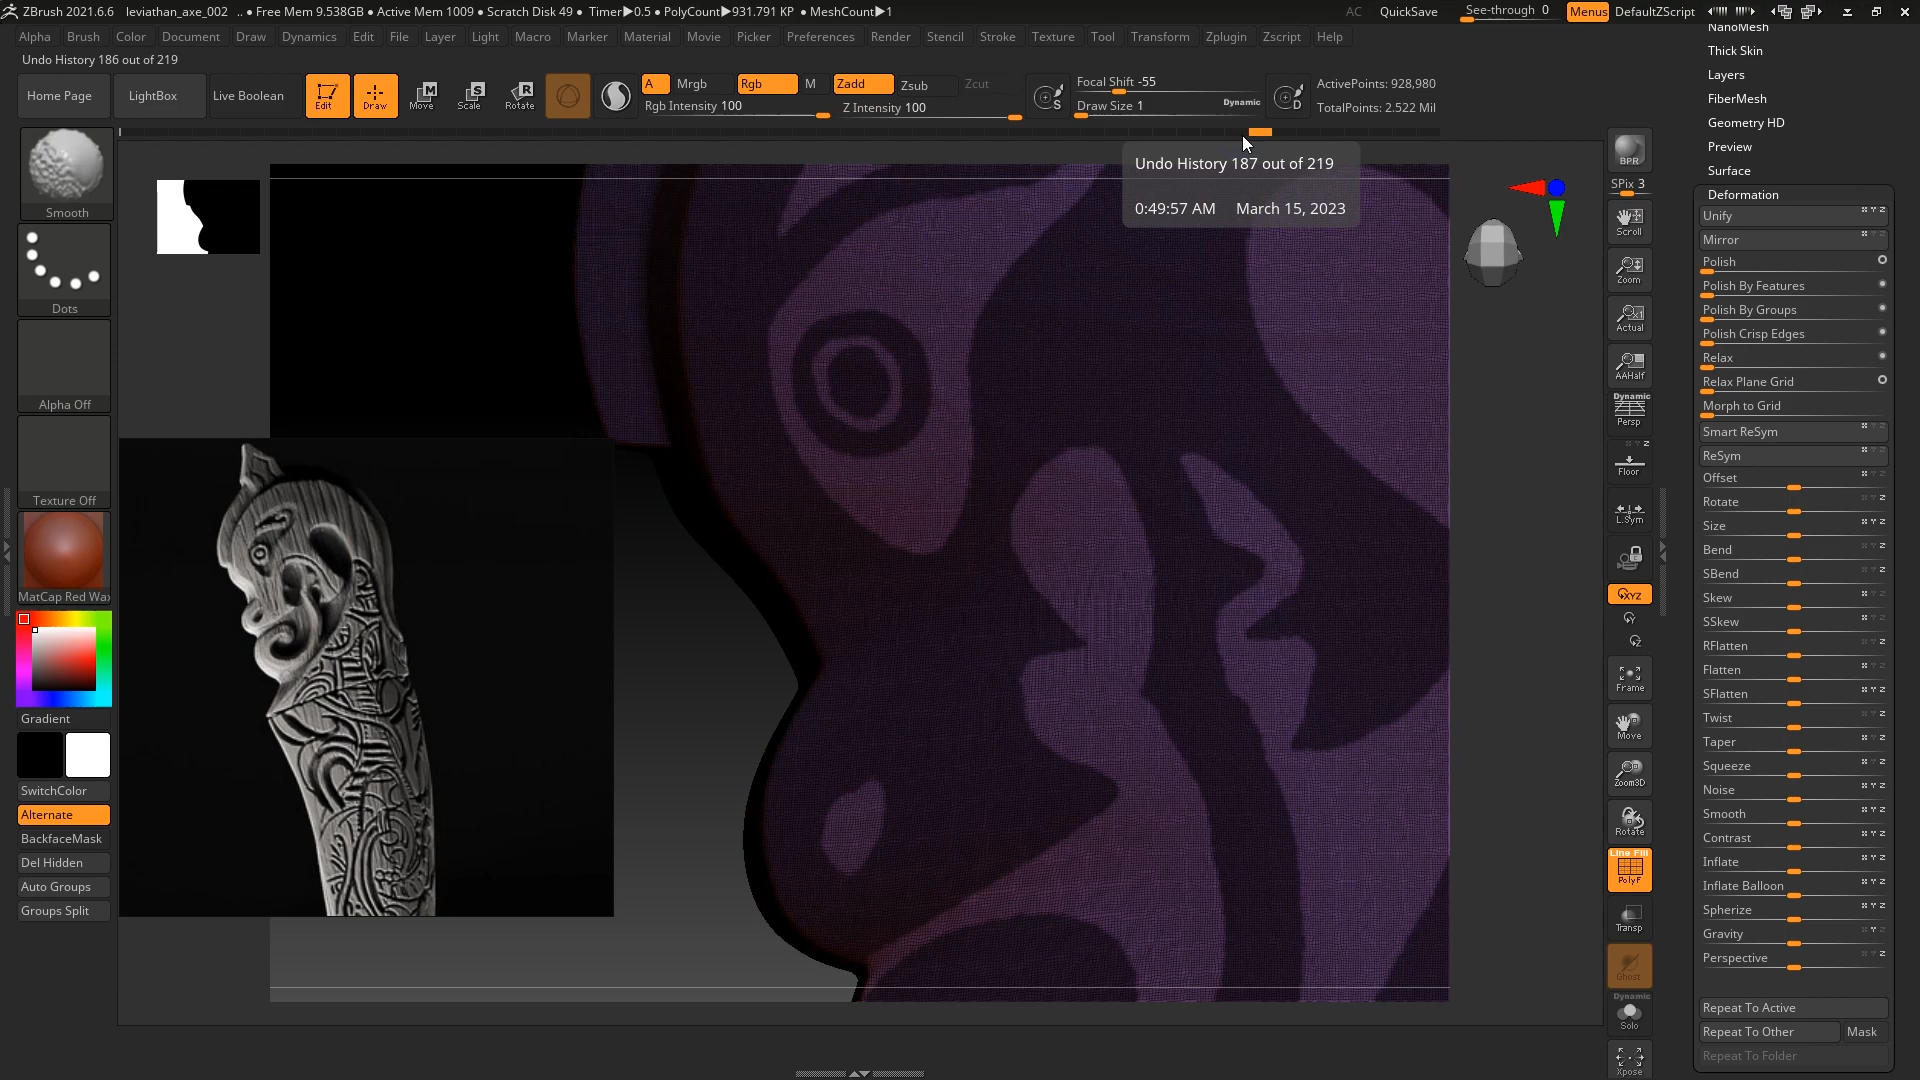 ZBrush 2021.6.6 leviathan_axe_002 .. ● Free Mem 9.538GB ● Active Mem 1009 ● Scratch Disk 49 ● Timer▶0.5 ● PolyCount▶931.791 KP ● MeshCount▶1 AC QuickSave See-through 0 Menus DefaultZScript
Alpha Brush Color Document Draw Dynamics Edit File Layer Light Macro Marker Material Movie Picker Preferences Render Stencil Stroke Texture Tool Transform Zplugin Zscript Help
Undo History 186 out of 219
Home Page LightBox Live Boolean Edit Draw Move Scale Rotate
A Mrgb Rgb M Zadd Zsub Zcut
Rgb Intensity 100 Z Intensity 100
Focal Shift -55
Draw Size 1 Dynamic
ActivePoints: 928,980
TotalPoints: 2.522 Mil
Undo History 187 out of 219
0:49:57 AM March 15, 2023
Smooth
Dots
Alpha Off
Texture Off
MatCap Red Wax
Gradient
SwitchColor
Alternate
BackfaceMask
Del Hidden
Auto Groups
Groups Split
BPR
SPix 3
Scroll
Zoom
Actual
AAHalf
Dynamic
Persp
Floor
L.Sym
XYZ
Y
Z
Frame
Move
Zoom3D
Rotate
Line Fill
PolyF
Transp
Ghost
Dynamic
Solo
Xpose
NanoMesh
Thick Skin
Layers
FiberMesh
Geometry HD
Preview
Surface
Deformation
Unify
Mirror
Polish
Polish By Features
Polish By Groups
Polish Crisp Edges
Relax
Relax Plane Grid
Morph to Grid
Smart ReSym
ReSym
Offset
Rotate
Size
Bend
SBend
Skew
SSkew
RFlatten
Flatten
SFlatten
Twist
Taper
Squeeze
Noise
Smooth
Contrast
Inflate
Inflate Balloon
Spherize
Gravity
Perspective
Repeat To Active
Repeat To Other Mask
Repeat To Folder